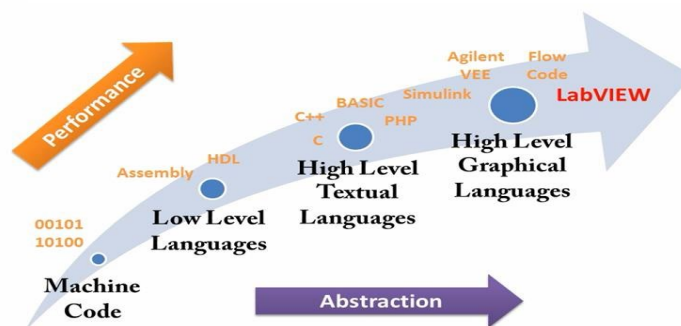 Performance
00101
10100
Machine
Code
Assembly
HDL
Low Level
Languages
C++
BASIC
C
PHP
High Level
Textual
Languages
Simulink
Agilent
VEE
Flow
Code
LabVIEW
High Level
Graphical
Languages
Abstraction